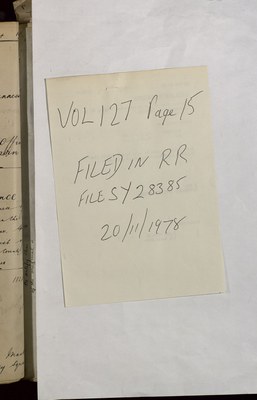 VOL 127 Page 15
FILED IN RR
FILE SY 28385
20/11/1978